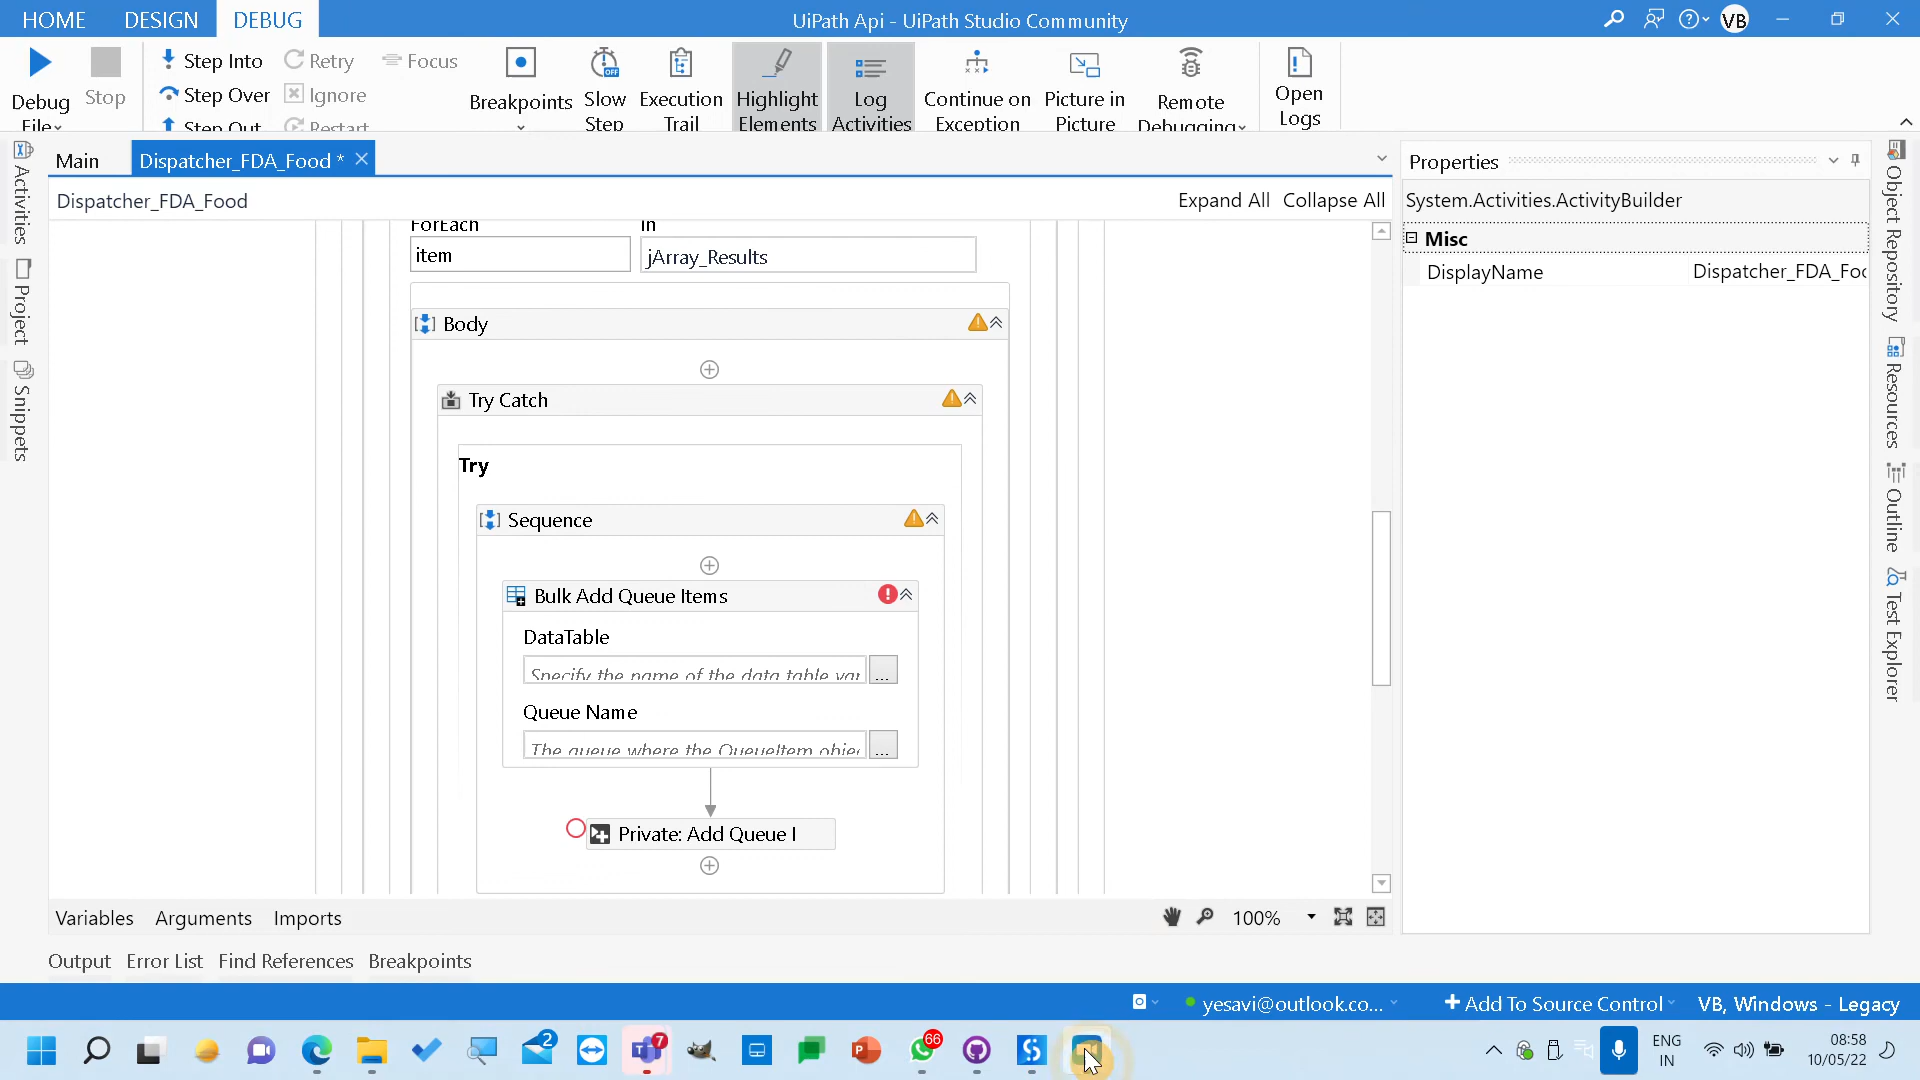 HOME DESIGN DEBUG UiPath Api - UiPath Studio Community VB
Debug File
Stop
Step Into
Step Over
Step Out
Retry
Ignore
Restart
Focus
Breakpoints
Slow Step
Execution Trail
Highlight Elements
Log Activities
Continue on Exception
Picture in Picture
Remote Debugging
Open Logs
Activities
Project
Snippets
Main Dispatcher_FDA_Food *
Dispatcher_FDA_Food Expand All Collapse All
ForEach In
item jArray_Results
Body
Try Catch
Try
Sequence
Bulk Add Queue Items
DataTable
Specify the name of the data table var ...
Queue Name
The queue where the QueueItem objec ...
Private: Add Queue I
Variables Arguments Imports 100%
Output Error List Find References Breakpoints
Properties
System.Activities.ActivityBuilder
Misc
DisplayName Dispatcher_FDA_Foo
Object Repository
Resources
Outline
Test Explorer
yesavi@outlook.co... Add To Source Control VB, Windows - Legacy
2 7 66
ENG
IN
08:58
10/05/22